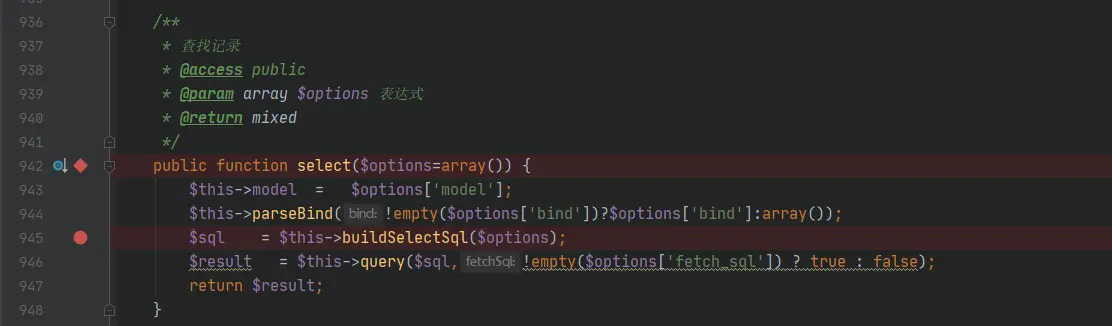 936 /**
937 * 查找记录
938 * @access public
939 * @param array $options 表达式
940 * @return mixed
941 */
942 public function select($options=array()) {
943 $this->model  =   $options['model'];
944 $this->parseBind( bind: !empty($options['bind'])?$options['bind']:array());
945 $sql    = $this->buildSelectSql($options);
946 $result   = $this->query($sql, fetchSql: !empty($options['fetch_sql']) ? true : false);
947 return $result;
948 }